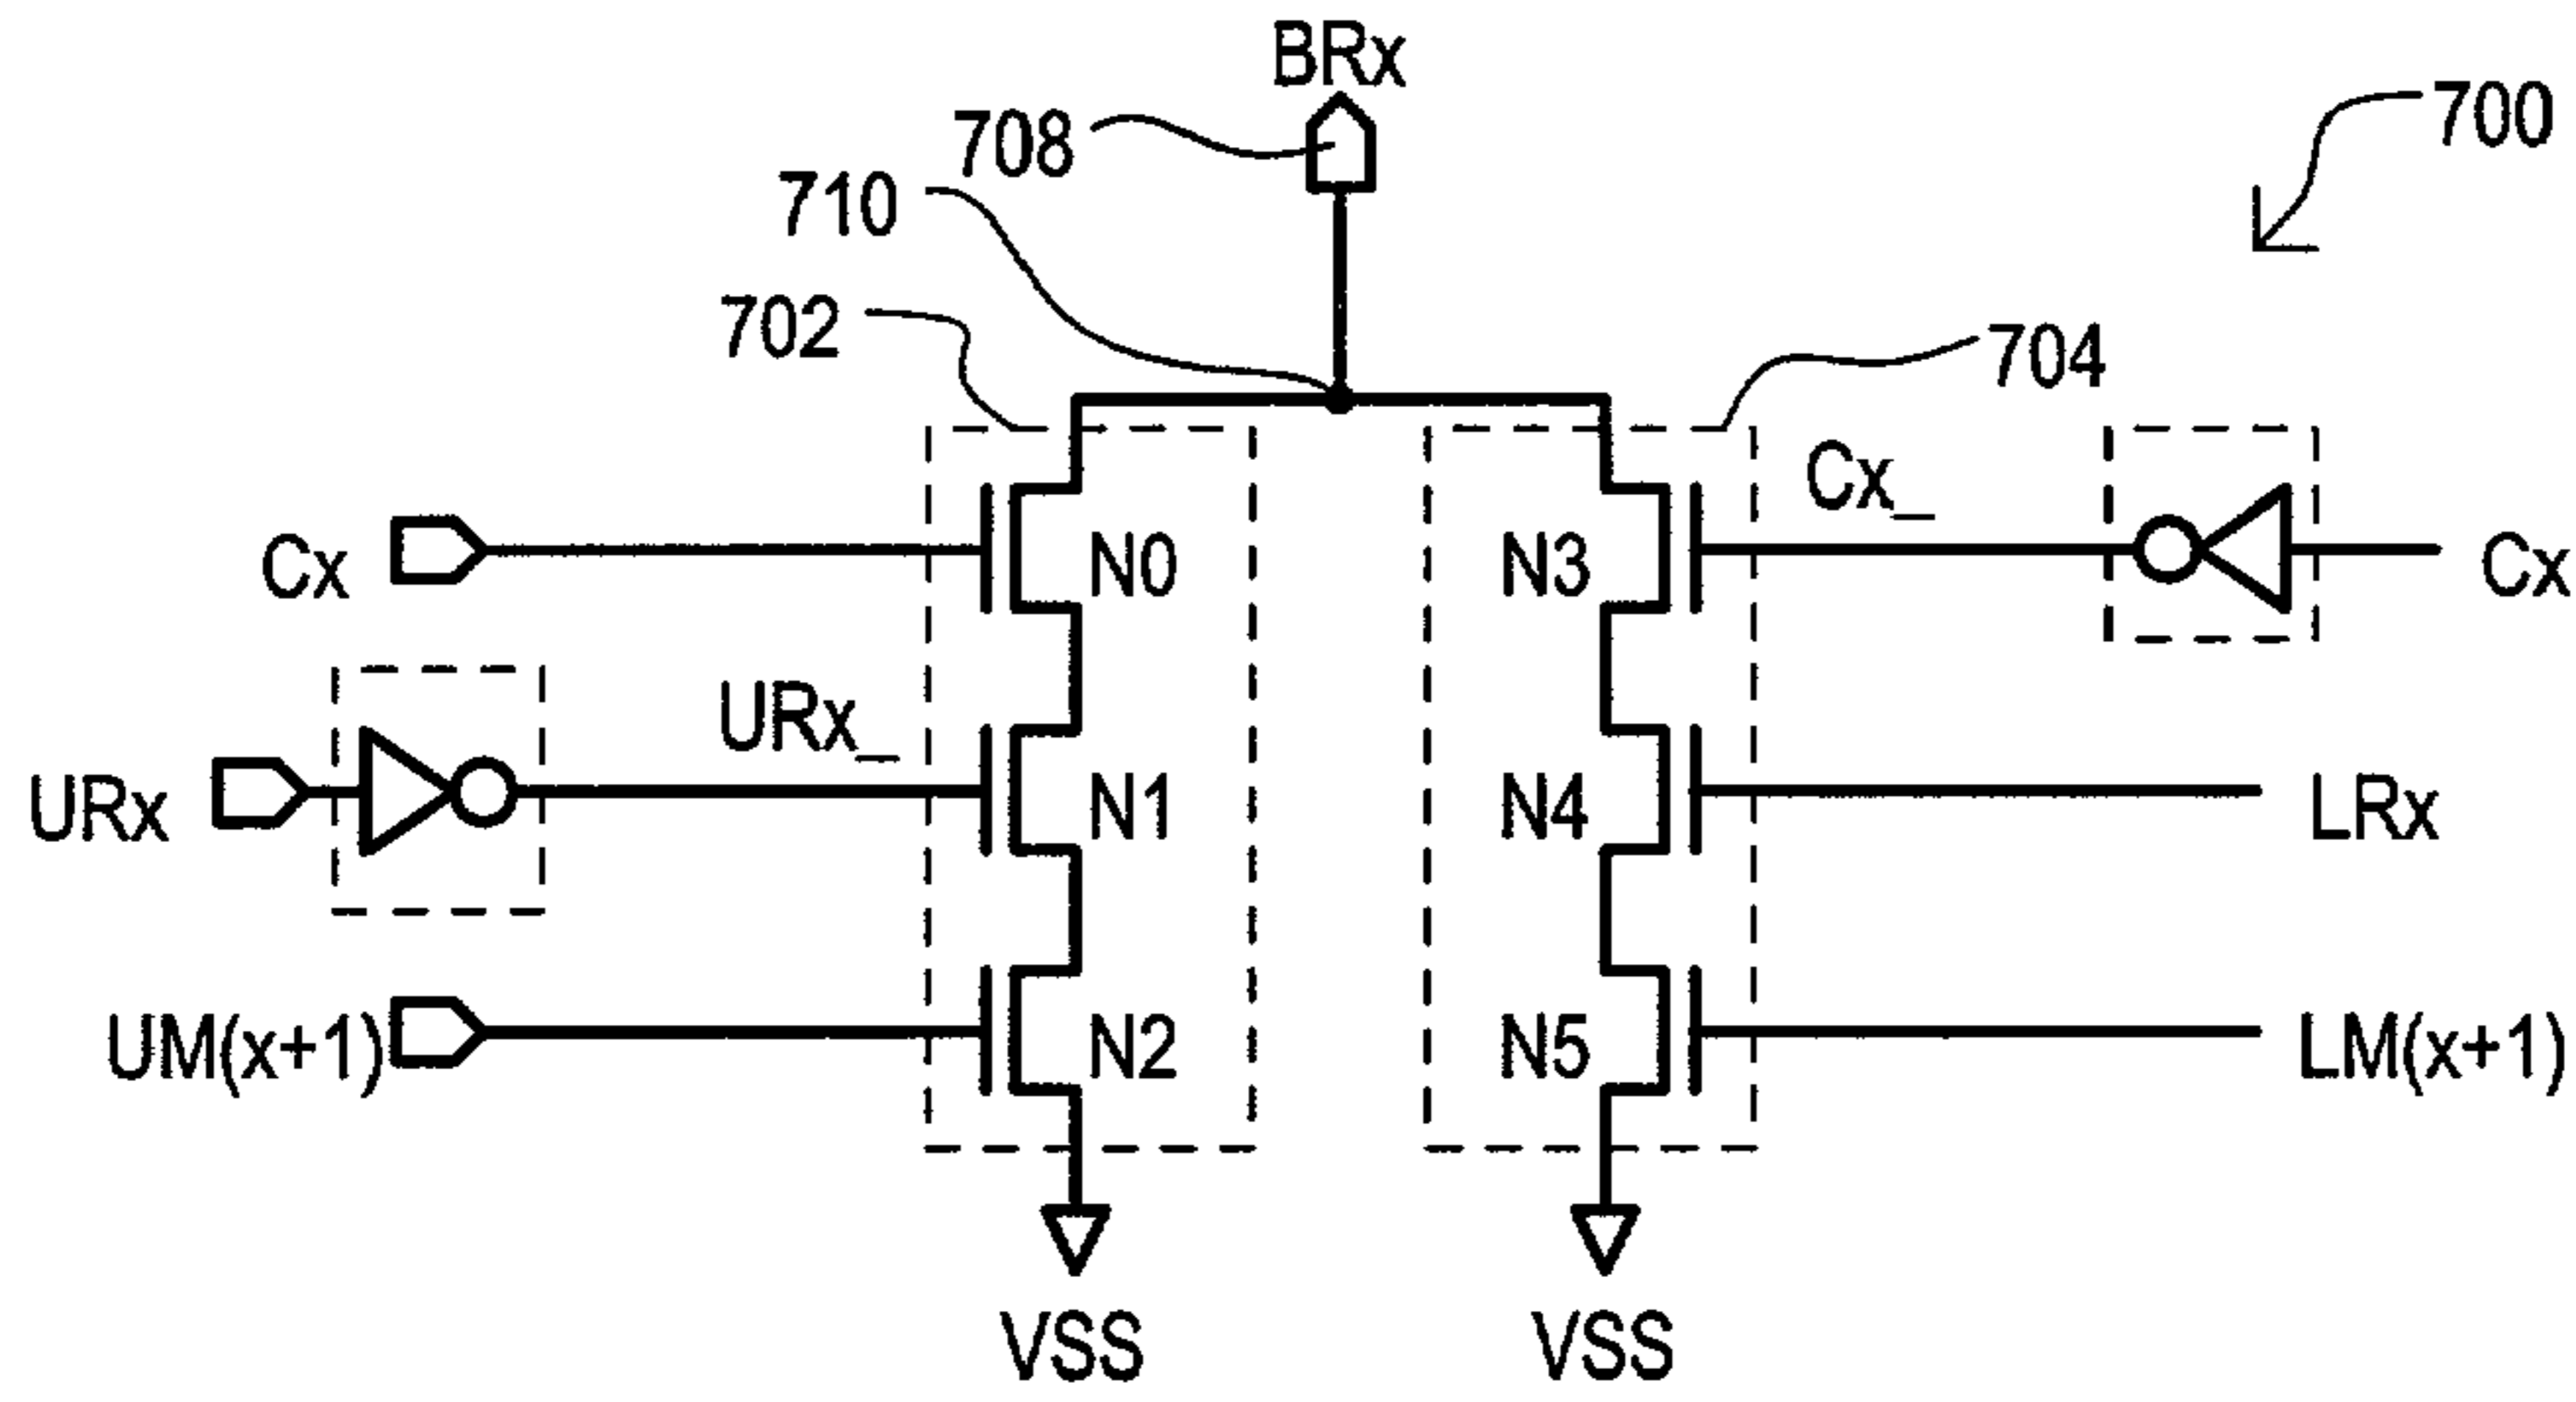 BRx
708
700
710
702
704
Cx_
Cx
N0
N3
Cx
URx_
URx
N1
N4
LRx
UM(x+1)
N2
N5
LM(x+1)
VSS
VSS